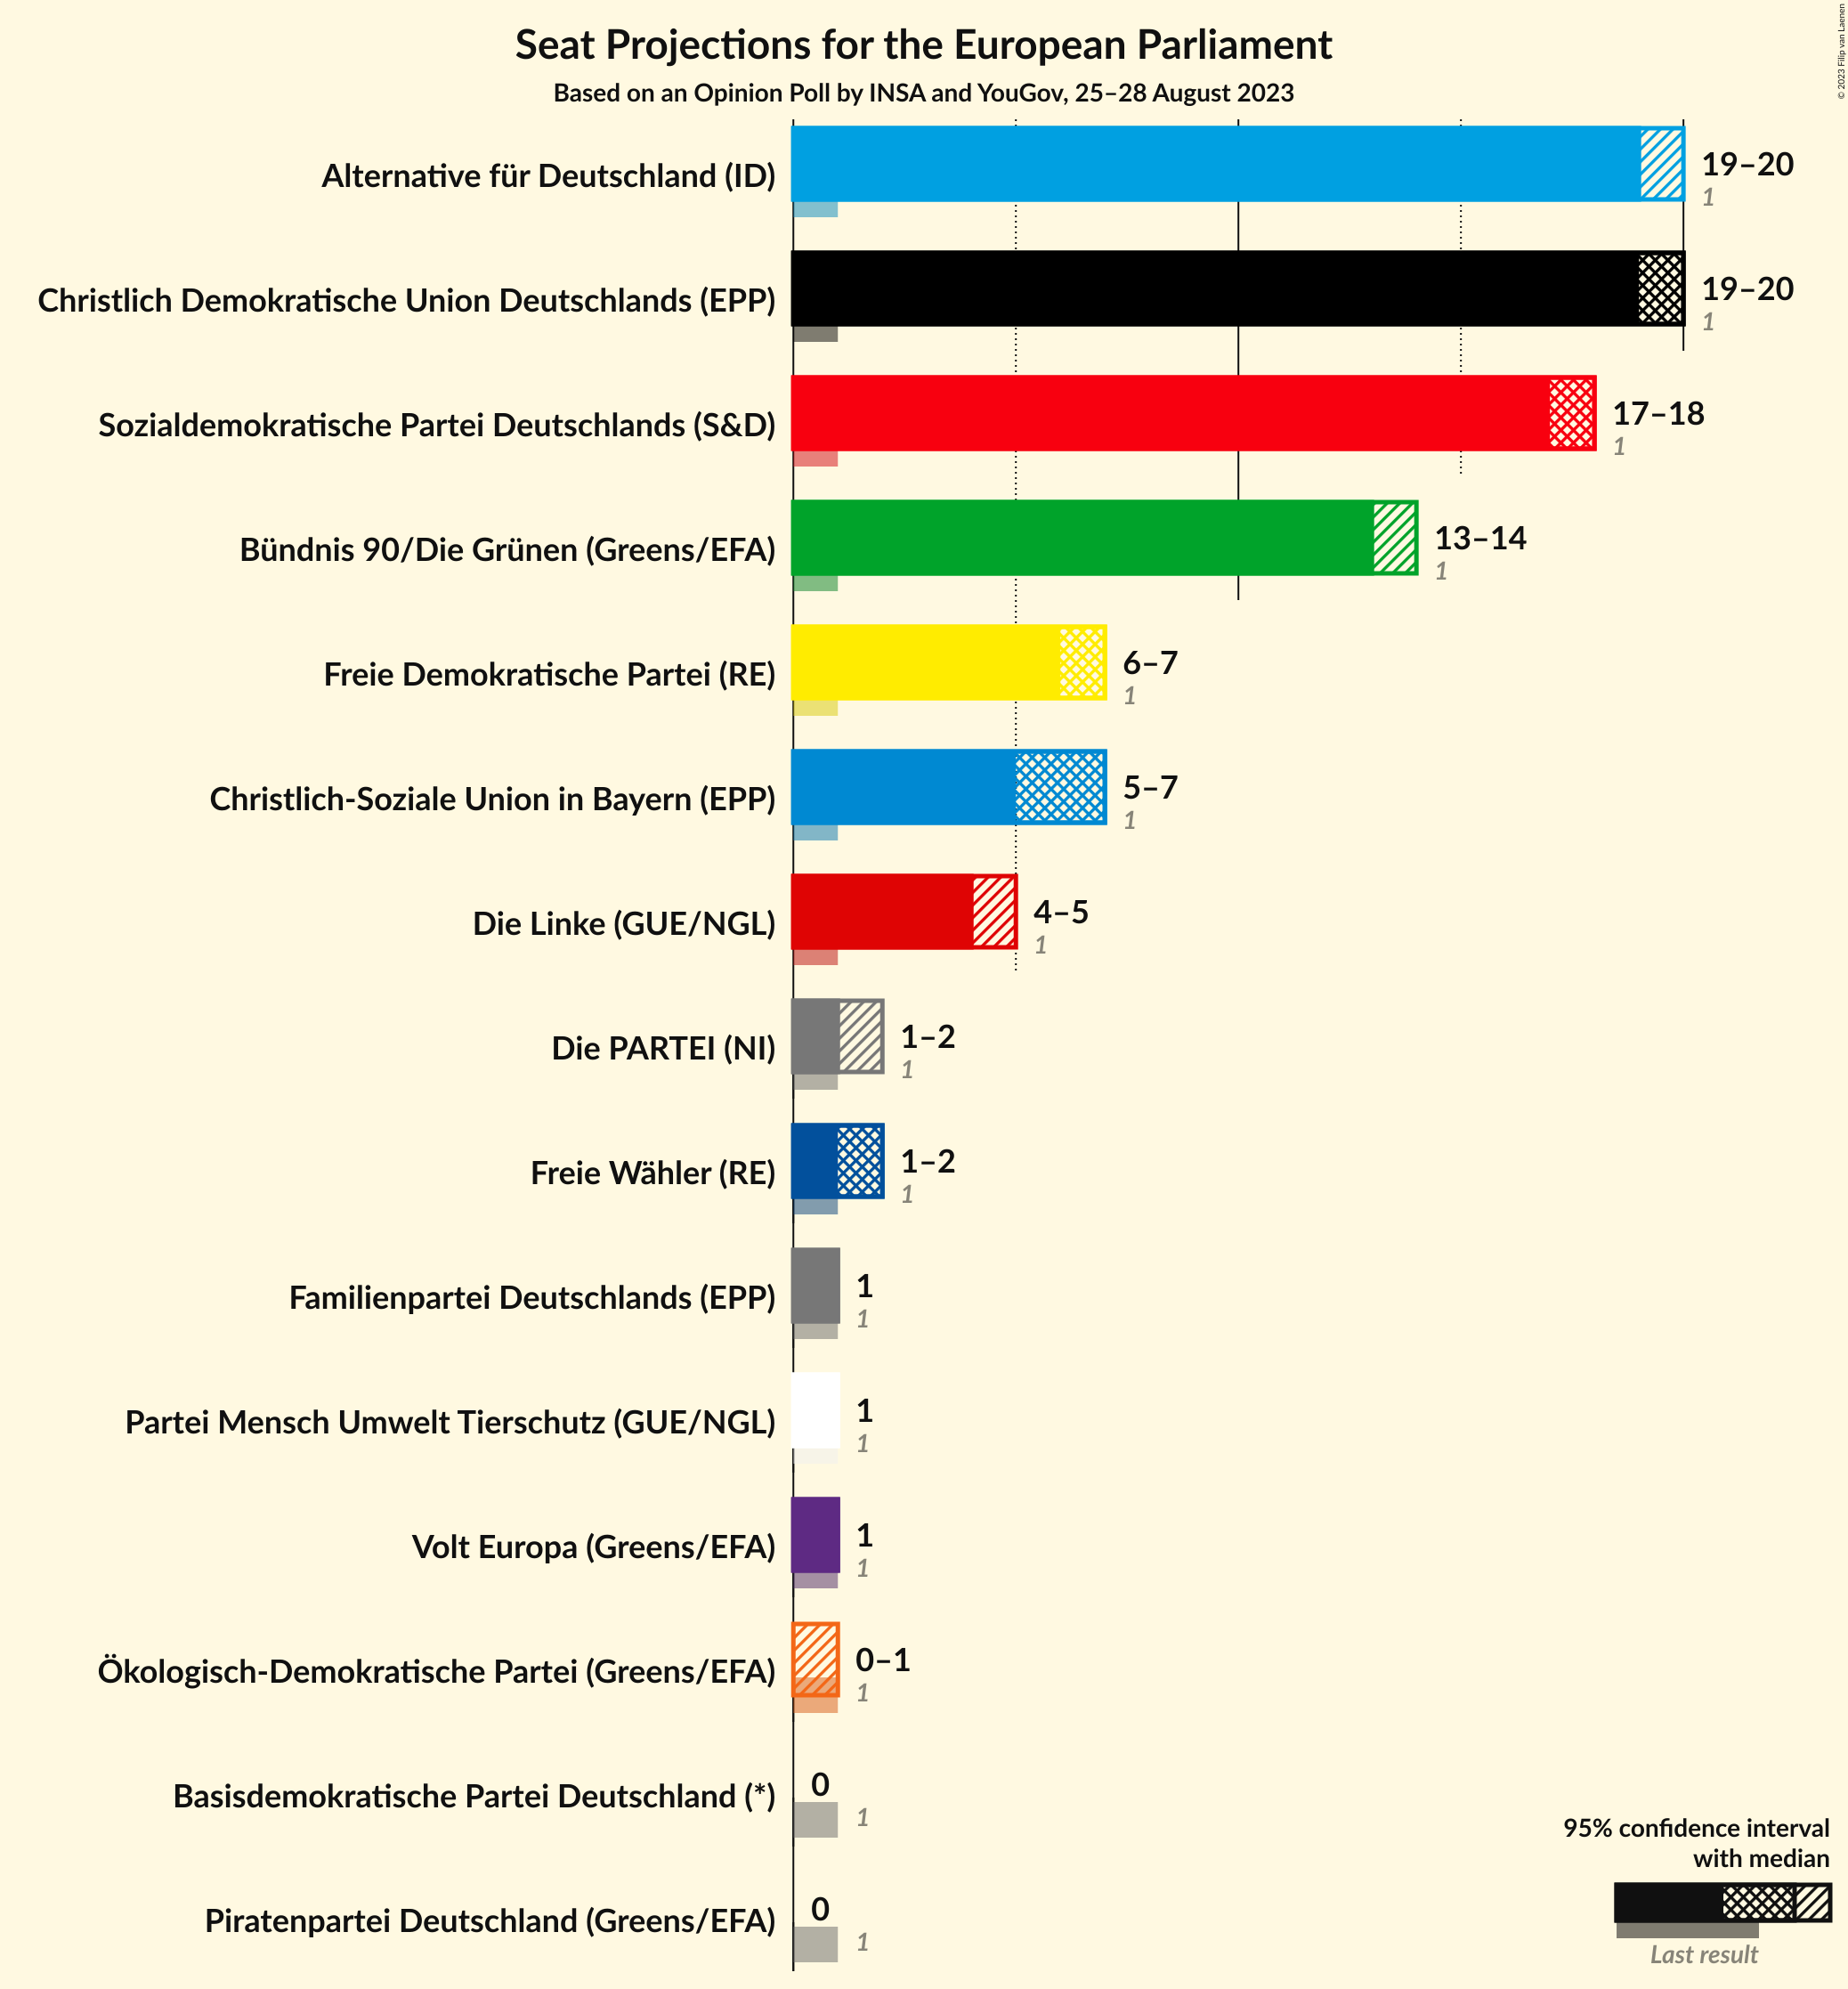 Seat Projections for the European Parliament
Based on an Opinion Poll by INSA and YouGov, 25–28 August 2023
© 2023 Filip van Laenen
Alternative für Deutschland (ID)
19–20
1
Christlich Demokratische Union Deutschlands (EPP)
19–20
1
Sozialdemokratische Partei Deutschlands (S&D)
17–18
1
Bündnis 90/Die Grünen (Greens/EFA)
13–14
1
Freie Demokratische Partei (RE)
6–7
1
Christlich-Soziale Union in Bayern (EPP)
5–7
1
Die Linke (GUE/NGL)
4–5
1
Die PARTEI (NI)
1–2
1
Freie Wähler (RE)
1–2
1
Familienpartei Deutschlands (EPP)
1
1
Partei Mensch Umwelt Tierschutz (GUE/NGL)
1
1
Volt Europa (Greens/EFA)
1
1
Ökologisch-Demokratische Partei (Greens/EFA)
0–1
1
Basisdemokratische Partei Deutschland (*)
0
1
Piratenpartei Deutschland (Greens/EFA)
0
1
95% confidence interval
with median
Last result